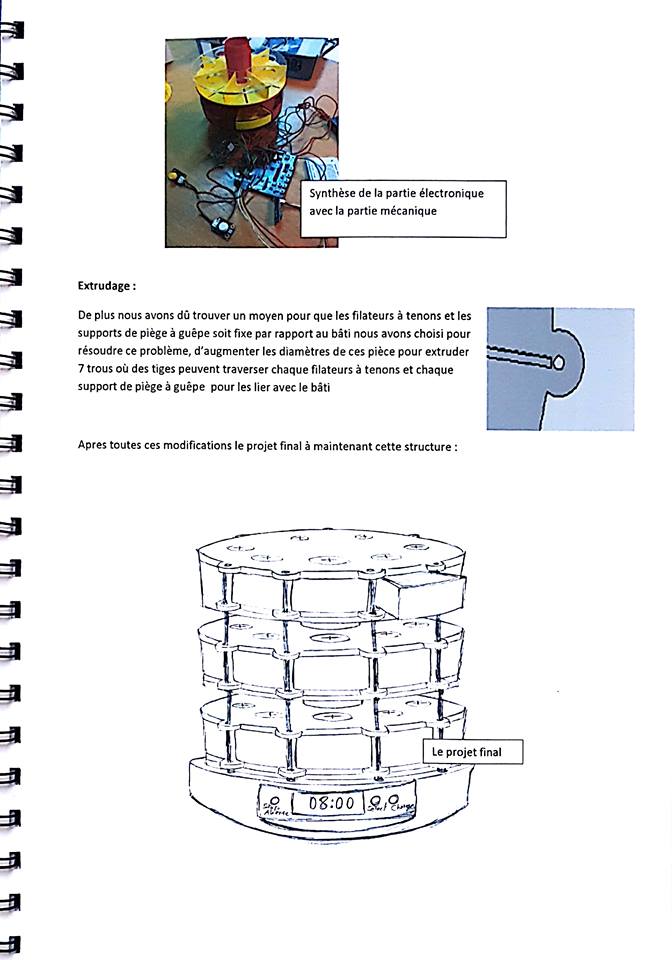 Synthèse de la partie électronique
avec la partie mécanique
Extrudage :
De plus nous avons dû trouver un moyen pour que les filateurs à tenons et les
supports de piège à guêpe soit fixe par rapport au bâti nous avons choisi pour
résoudre ce problème, d'augmenter les diamètres de ces pièce pour extruder
7 trous où des tiges peuvent traverser chaque filateurs à tenons et chaque
support de piège à guêpe pour les lier avec le bâti
Apres toutes ces modifications le projet final à maintenant cette structure :
Le projet final
08:00
Select Change